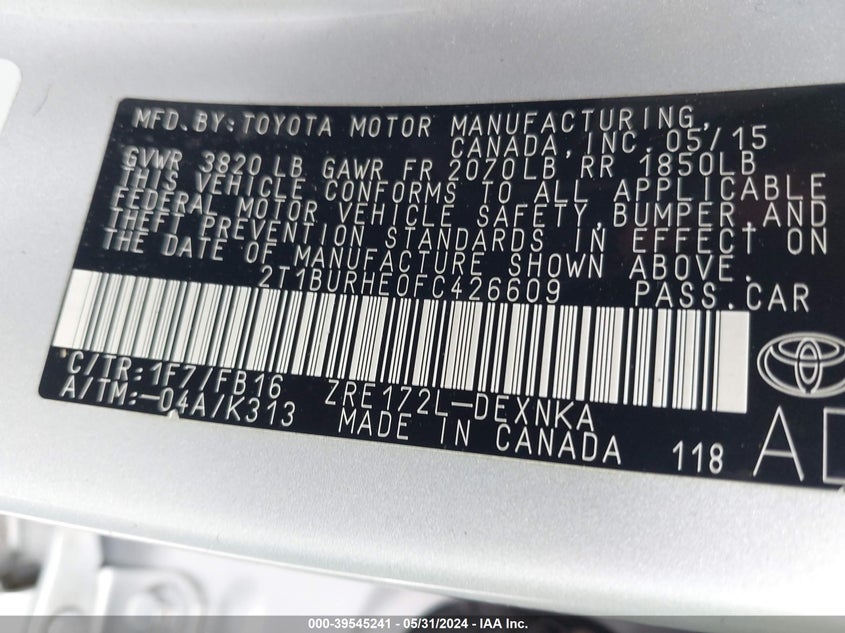 MFD.BY:TOYOTA MOTOR MANUFACTURING,
CANADA,INC. 05/15
GVWR 3820 LB GAWR FR 2070LB RR 1850LB
THIS VEHICLE CONFORMS TO ALL APPLICABLE
FEDERAL MOTOR VEHICLE SAFETY,BUMPER,AND
THEFT PREVENTION STANDARDS IN EFFECT ON
THE DATE OF MANUFACTURE SHOWN ABOVE.
2T1BURHE0FC426609 PASS.CAR
C/TR:1F7/FB16 ZRE172L-DEXNKA
A/TM:-04A/K313 MADE IN CANADA 118 A
000-39545241 - 05/31/2024 - IAA Inc.